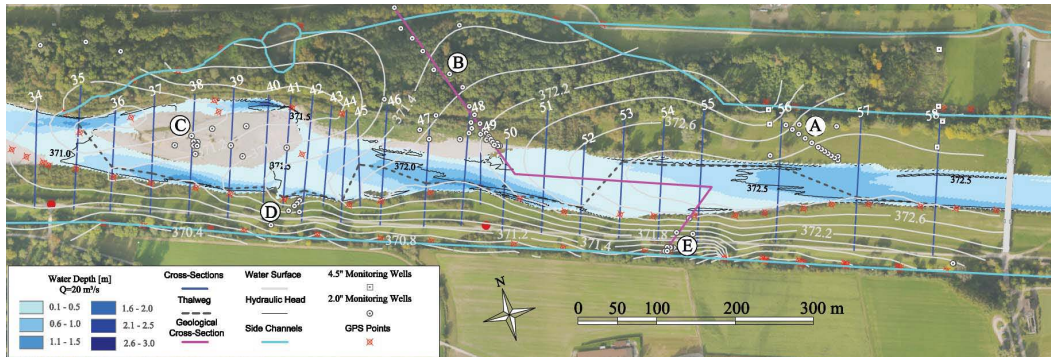 35
34
36
37
38
39
40
41
42
43
44
45
46
47
48
49
50
51
52
53
54
55
56
57
58
A
B
C
D
E
371.0
371.5
371.5
371.4
372.0
372.2
372.6
372.5
372.5
370.4
370.8
371.2
371.4
371.8
372.2
372.6
Water Depth [m]
Q=20 m³/s
0.1 - 0.5
0.6 - 1.0
1.1 - 1.5
1.6 - 2.0
2.1 - 2.5
2.6 - 3.0
Cross-Sections
Thalweg
Geological
Cross-Section
Water Surface
Hydraulic Head
Side Channels
4.5" Monitoring Wells
2.0" Monitoring Wells
GPS Points
N
0 100 200 300 m